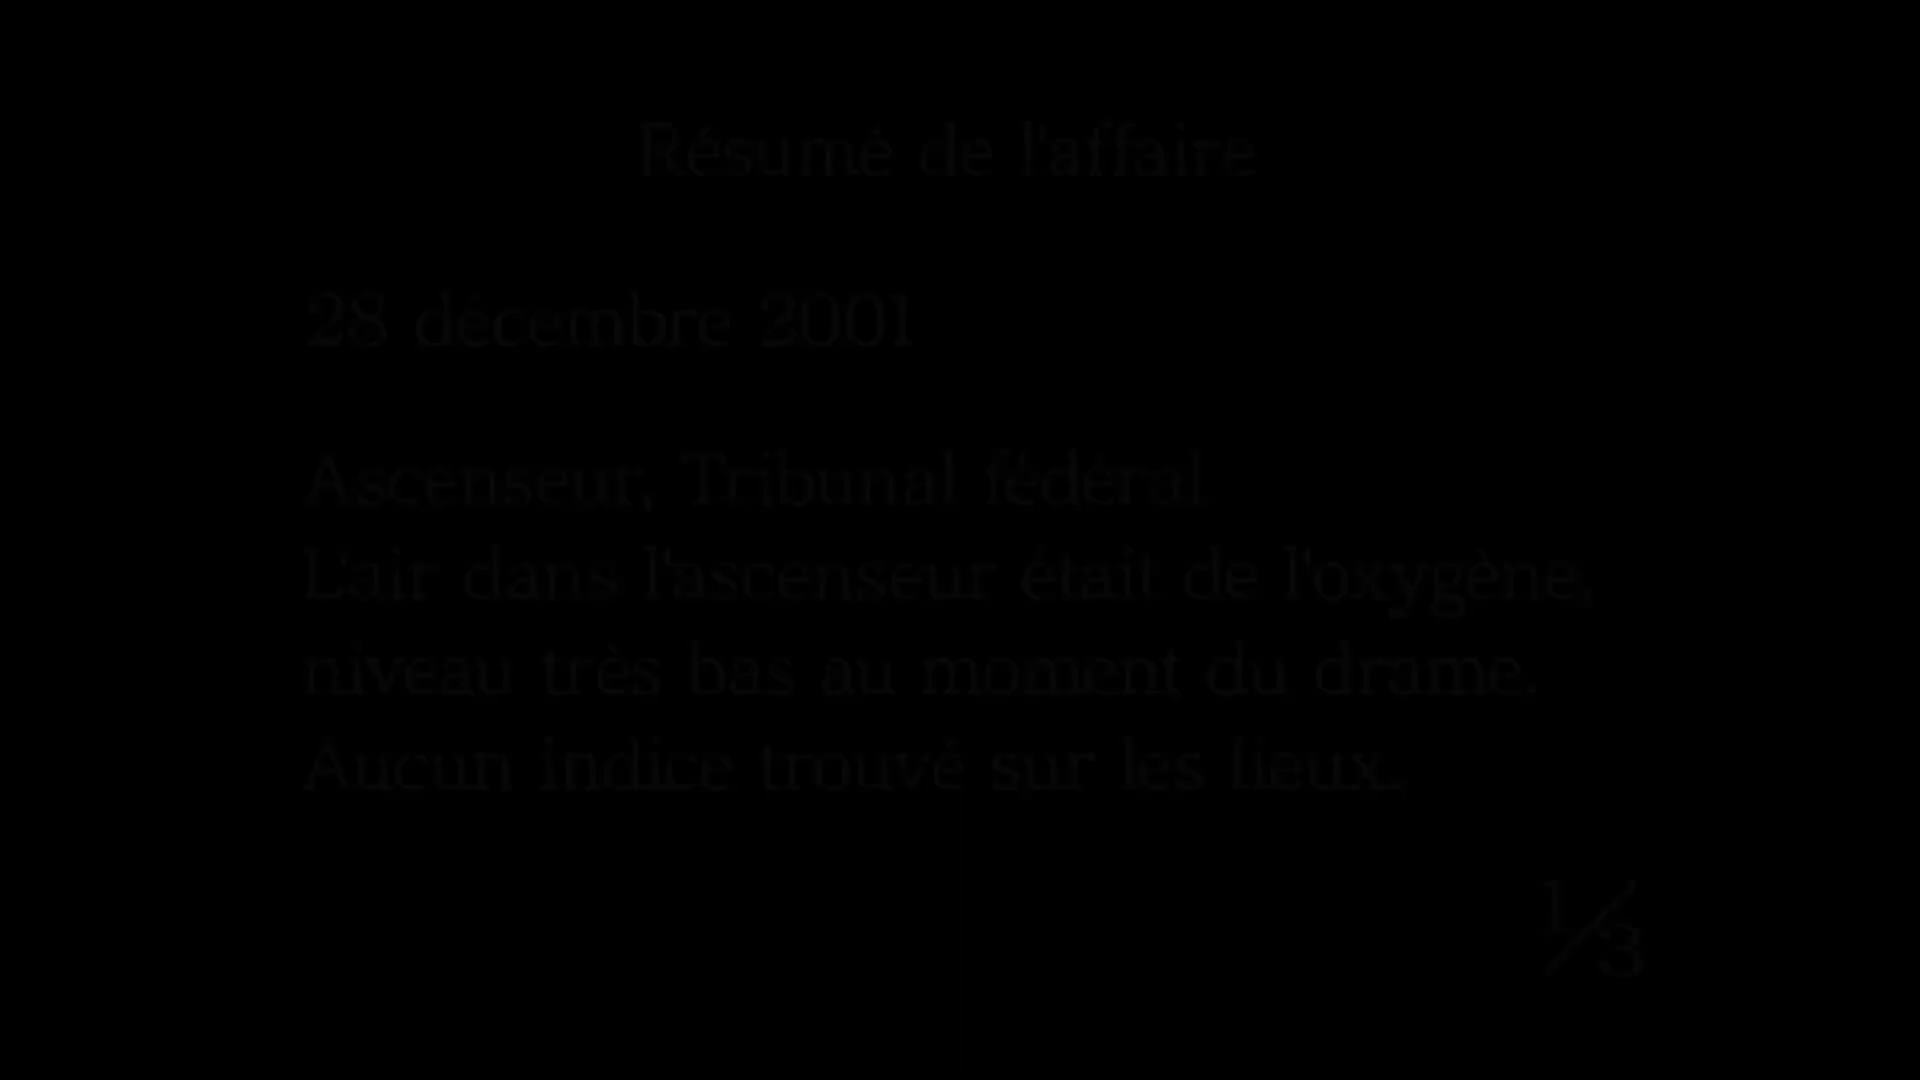 Résumé de l'affaire
28 décembre 2001
Ascenseur, Tribunal fédéral
L'air dans l'ascenseur était de l'oxygène,
niveau très bas au moment du drame.
Aucun indice trouvé sur les lieux.
1/3